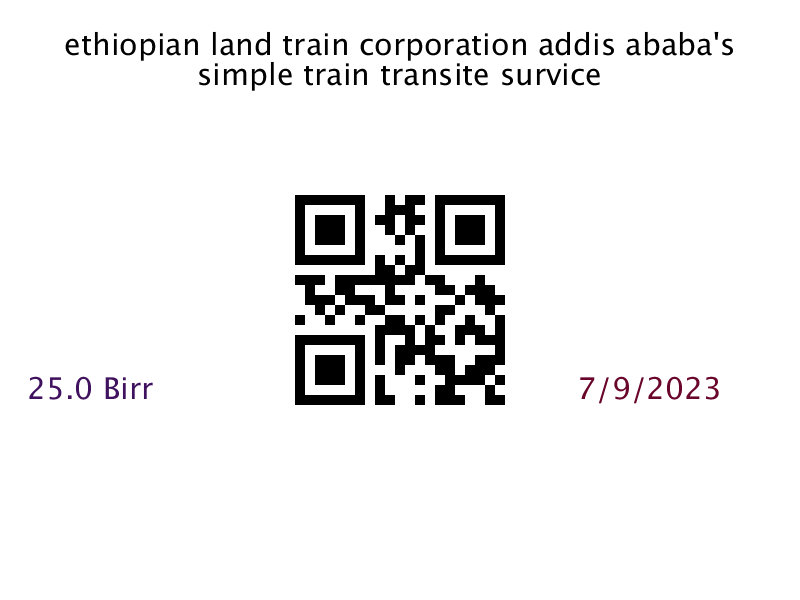 ethiopian land train corporation addis ababa's
simple train transite survice
25.0 Birr
7/9/2023